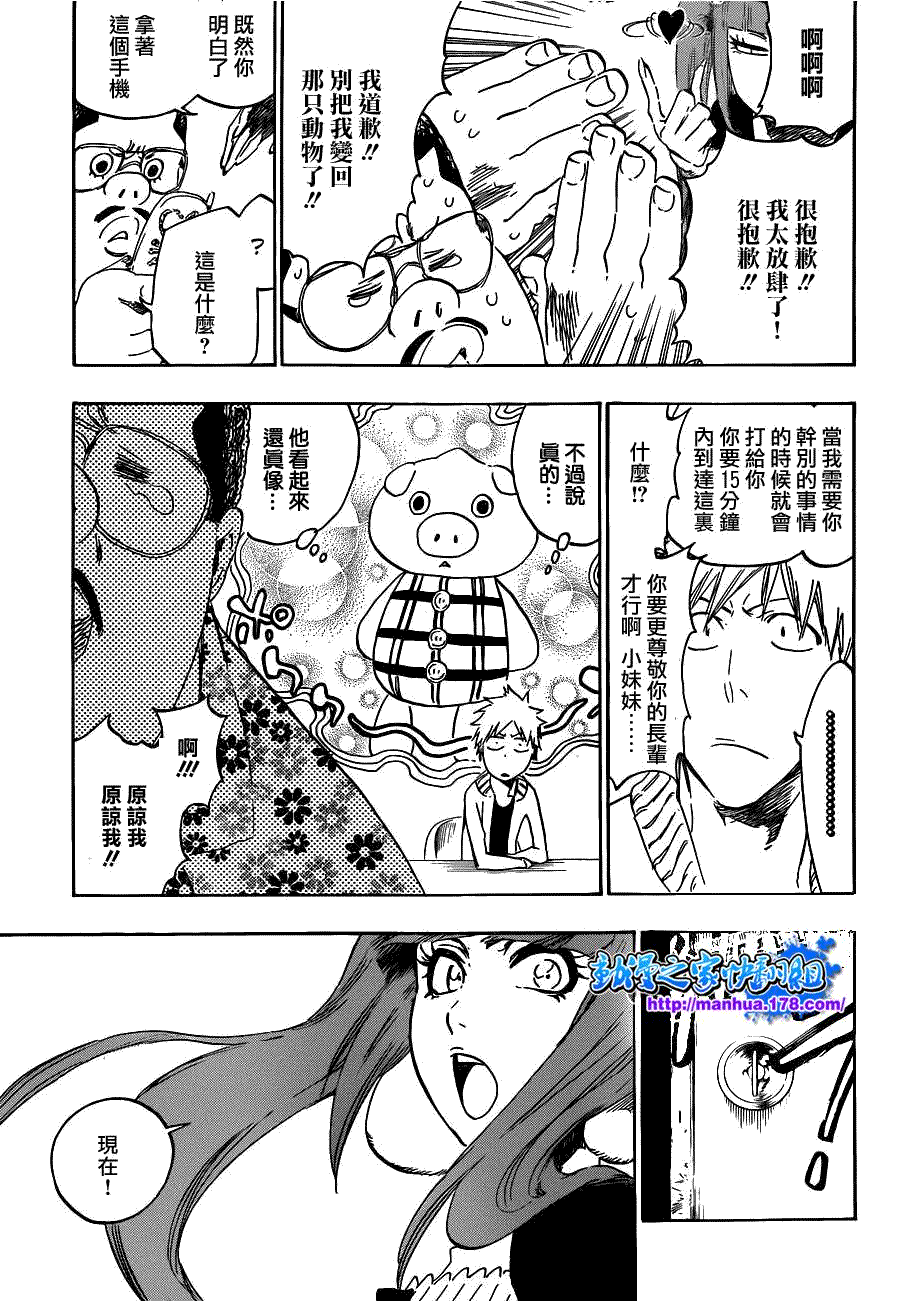 啊啊啊
很抱歉!!
我太放肆了!
很抱歉!!
我道歉!!
別把我變回
那只動物了!!
既然你
明白了
拿著
這個手機
?
這是什麼?
當我需要你
幹別的事情
的時候就會
打給你
你要15分鐘
內到達這裏
什麼!?
你要更尊敬你的長輩
才行啊 小妹妹……
…………
不過說
真的…
他看起來
還真像…
啊!!!
原諒我
原諒我!!
動漫之家汉化组
http://manhua.178.com/
現在!